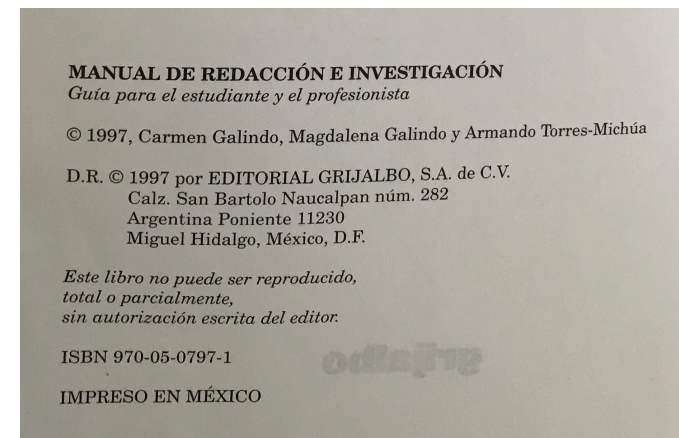 MANUAL DE REDACCIÓN E INVESTIGACIÓN
Guía para el estudiante y el profesionista
© 1997, Carmen Galindo, Magdalena Galindo y Armando Torres-Michúa
D.R. © 1997 por EDITORIAL GRIJALBO, S.A. de C.V.
Calz. San Bartolo Naucalpan núm. 282
Argentina Poniente 11230
Miguel Hidalgo, México, D.F.
Este libro no puede ser reproducido,
total o parcialmente,
sin autorización escrita del editor.
ISBN 970-05-0797-1
grijalbo
IMPRESO EN MÉXICO